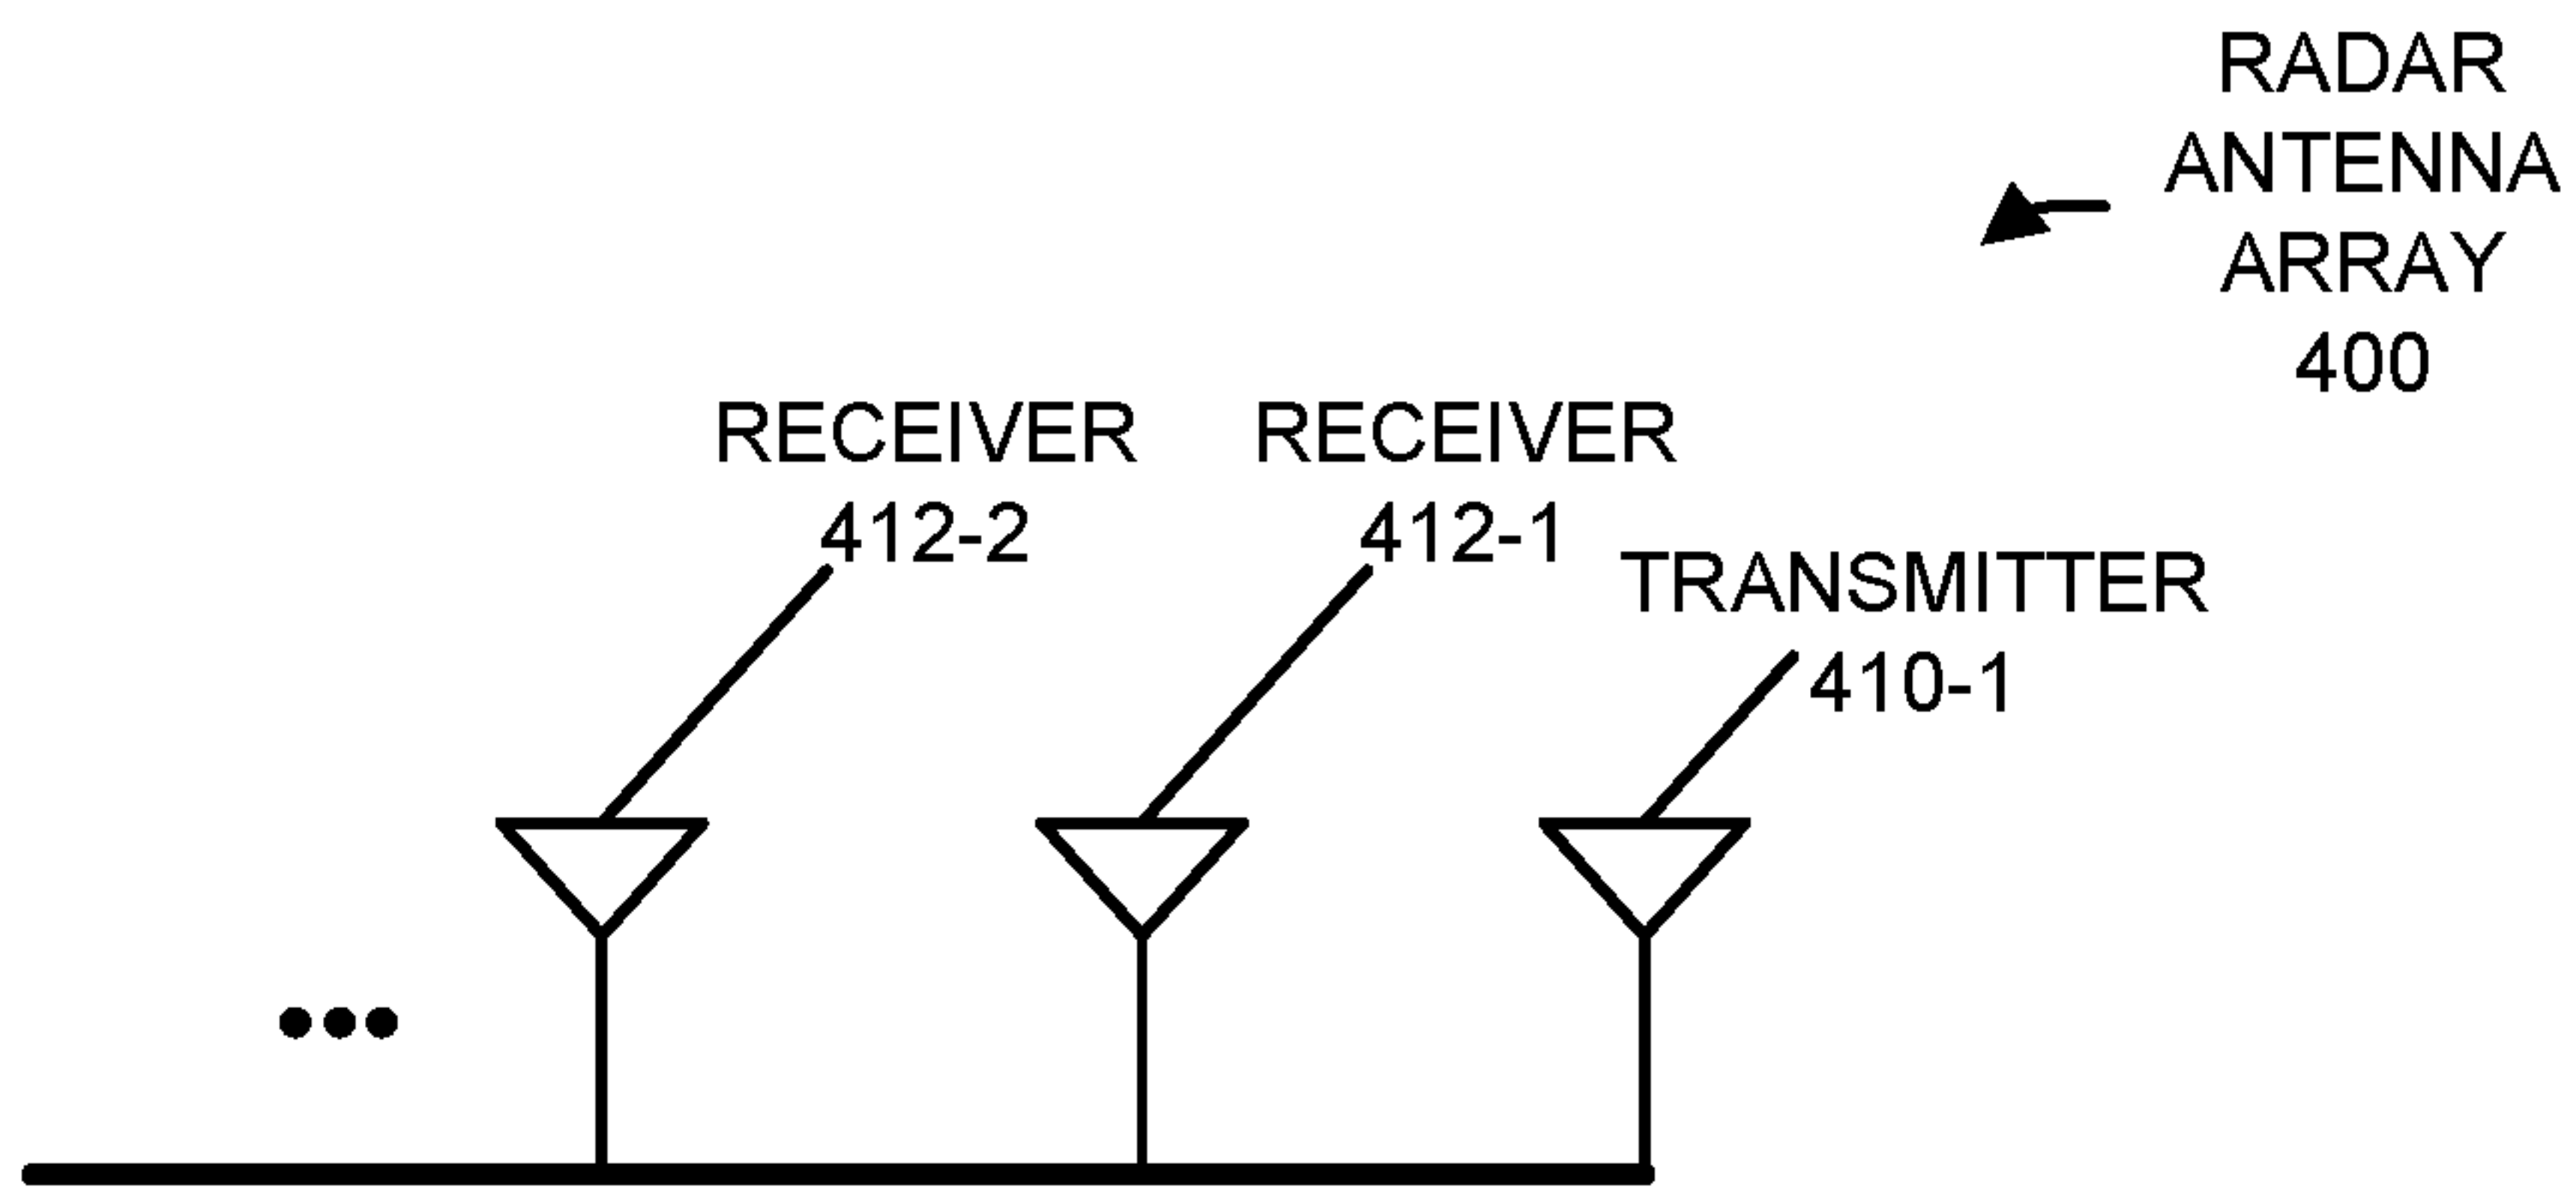 RADAR
ANTENNA
ARRAY
400
RECEIVER
412-2
RECEIVER
412-1
TRANSMITTER
410-1